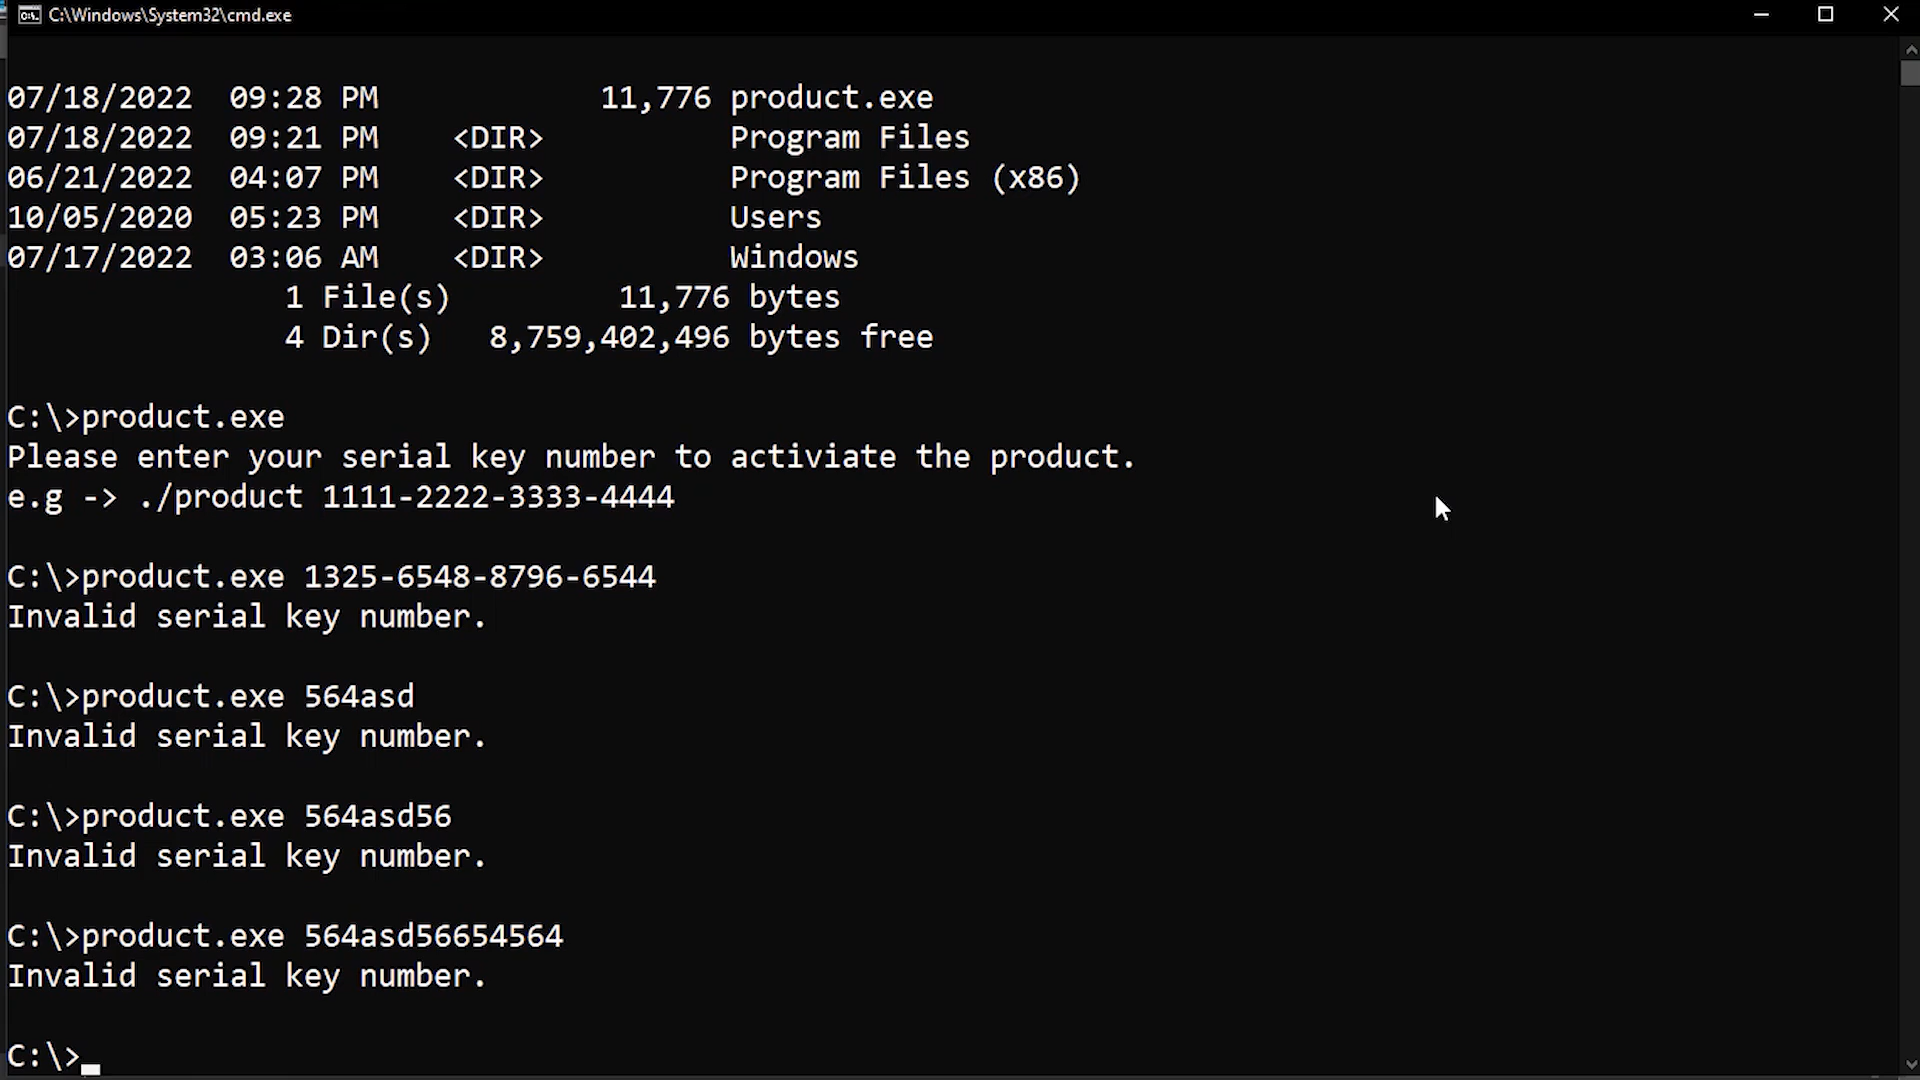 C:\Windows\System32\cmd.exe
07/18/2022  09:28 PM            11,776 product.exe
07/18/2022  09:21 PM    <DIR>          Program Files
06/21/2022  04:07 PM    <DIR>          Program Files (x86)
10/05/2020  05:23 PM    <DIR>          Users
07/17/2022  03:06 AM    <DIR>          Windows
               1 File(s)         11,776 bytes
               4 Dir(s)   8,759,402,496 bytes free
C:\>product.exe
Please enter your serial key number to activiate the product.
e.g -> ./product 1111-2222-3333-4444
C:\>product.exe 1325-6548-8796-6544
Invalid serial key number.
C:\>product.exe 564asd
Invalid serial key number.
C:\>product.exe 564asd56
Invalid serial key number.
C:\>product.exe 564asd56654564
Invalid serial key number.
C:\>